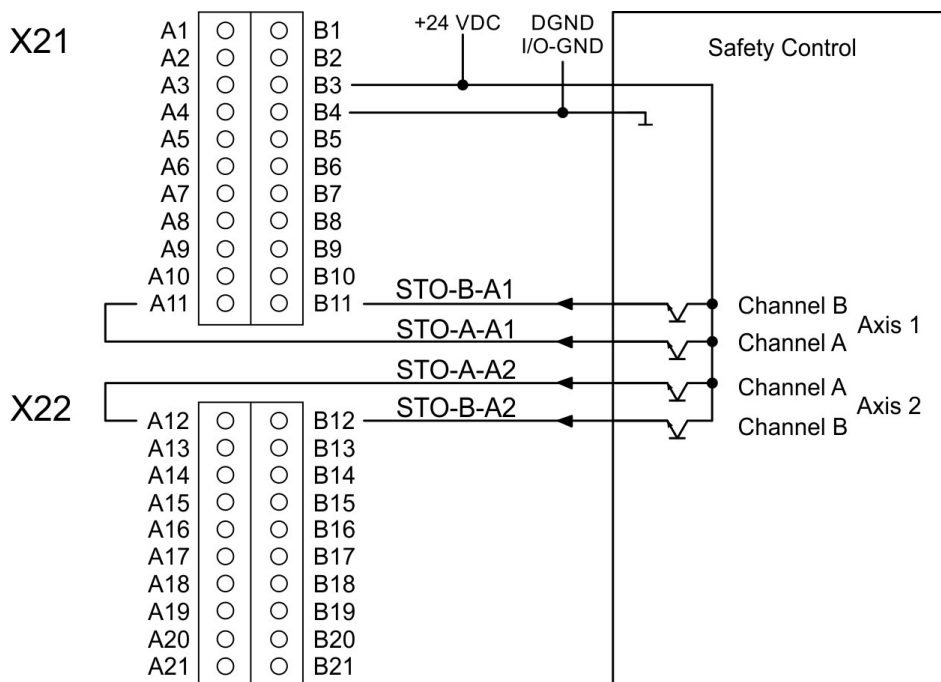 X21
+24 VDC
DGND
I/O-GND
Safety Control
A1 B1
A2 B2
A3 B3
A4 B4
A5 B5
A6 B6
A7 B7
A8 B8
A9 B9
A10 B10
A11 B11
STO-B-A1
Channel B
Axis 1
STO-A-A1
Channel A
STO-A-A2
Channel A
Axis 2
X22
STO-B-A2
Channel B
A12 B12
A13 B13
A14 B14
A15 B15
A16 B16
A17 B17
A18 B18
A19 B19
A20 B20
A21 B21